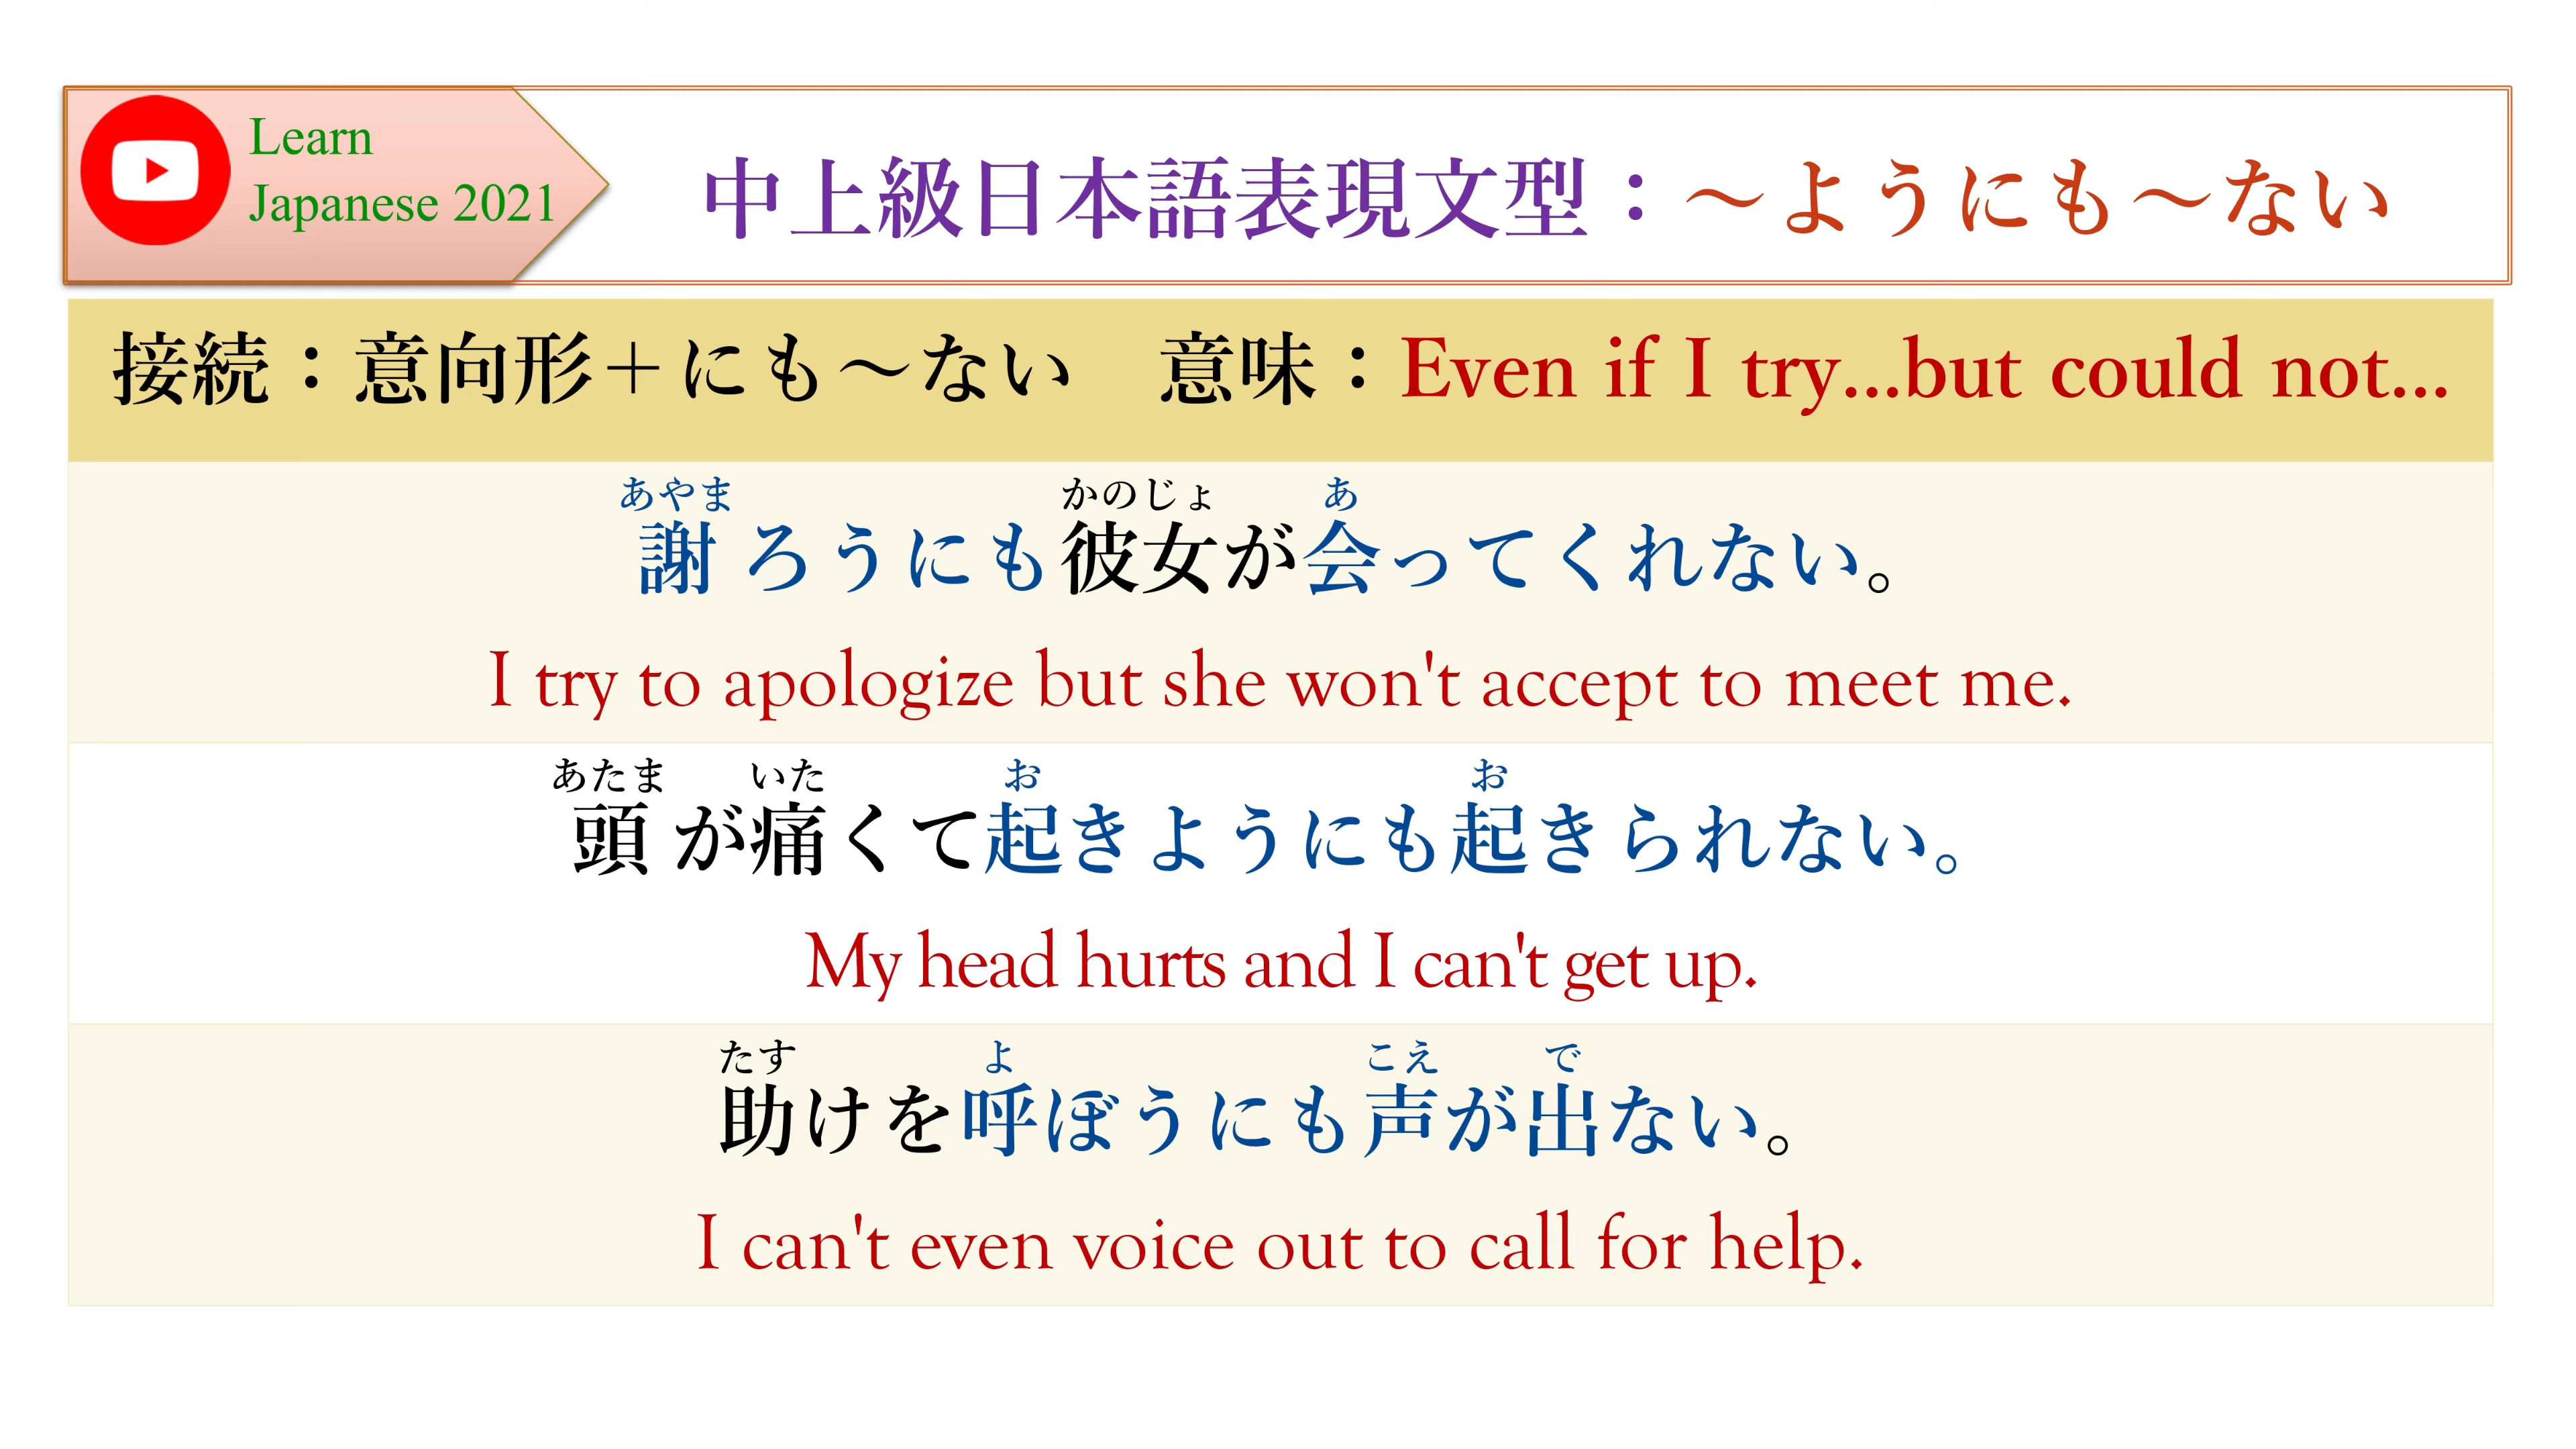 Learn
Japanese 2021
中上級日本語表現文型：～ようにも～ない
接続：意向形＋にも～ない　意味：Even if I try...but could not...
あやま かのじょ あ
謝ろうにも彼女が会ってくれない。
I try to apologize but she won't accept to meet me.
あたま いた お お
頭が痛くて起きようにも起きられない。
My head hurts and I can't get up.
たす よ こえ で
助けを呼ぼうにも声が出ない。
I can't even voice out to call for help.